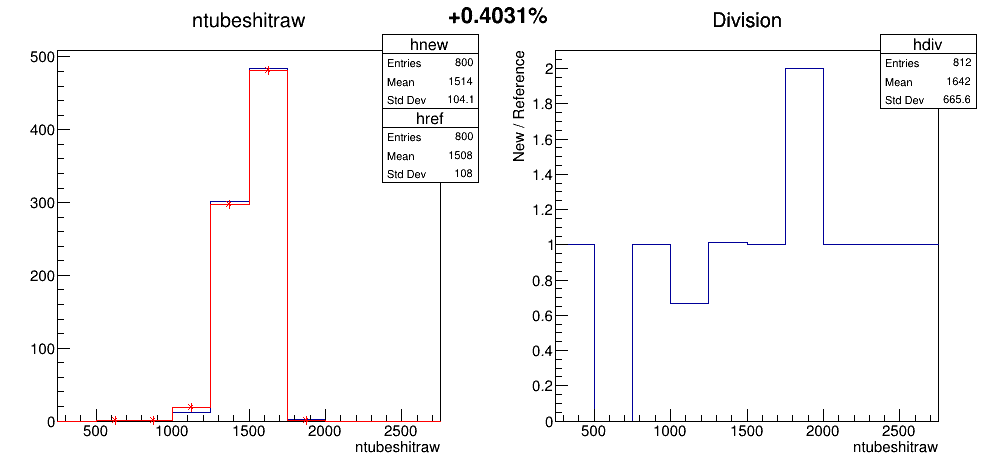 +0.4031%
ntubeshitraw
hnew
Entries 800
Mean 1514
Std Dev 104.1
href
Entries 800
Mean 1508
Std Dev 108
500
400
300
200
100
0
500 1000 1500 2000 2500
ntubeshitraw
Division
hdiv
Entries 812
Mean 1642
Std Dev 665.6
New / Reference
2
1.8
1.6
1.4
1.2
1
0.8
0.6
0.4
0.2
0
500 1000 1500 2000 2500
ntubeshitraw